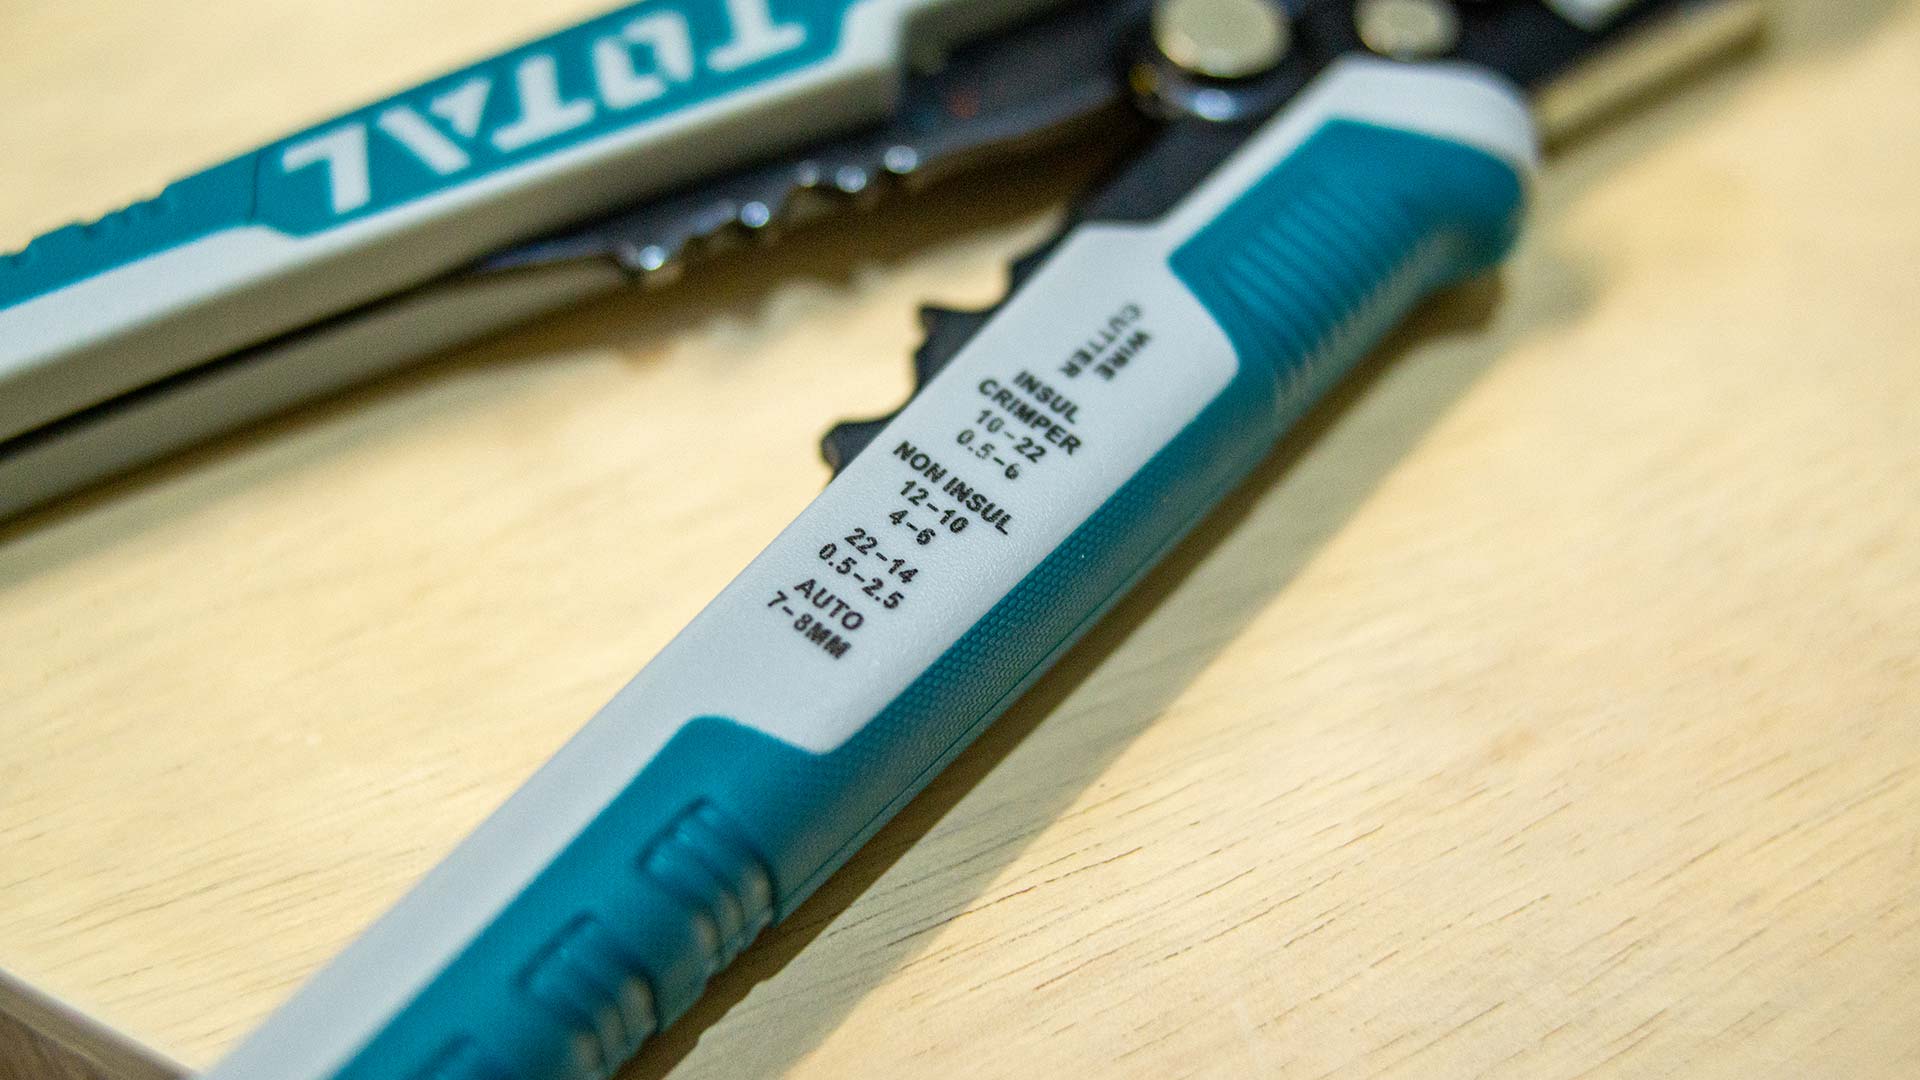 TOTAL
WIRE
CUTTER
INSUL
CRIMPER
10-22
0.5-6
NON INSUL
12-10
4-6
22-14
0.5-2.5
AUTO
7-8MM